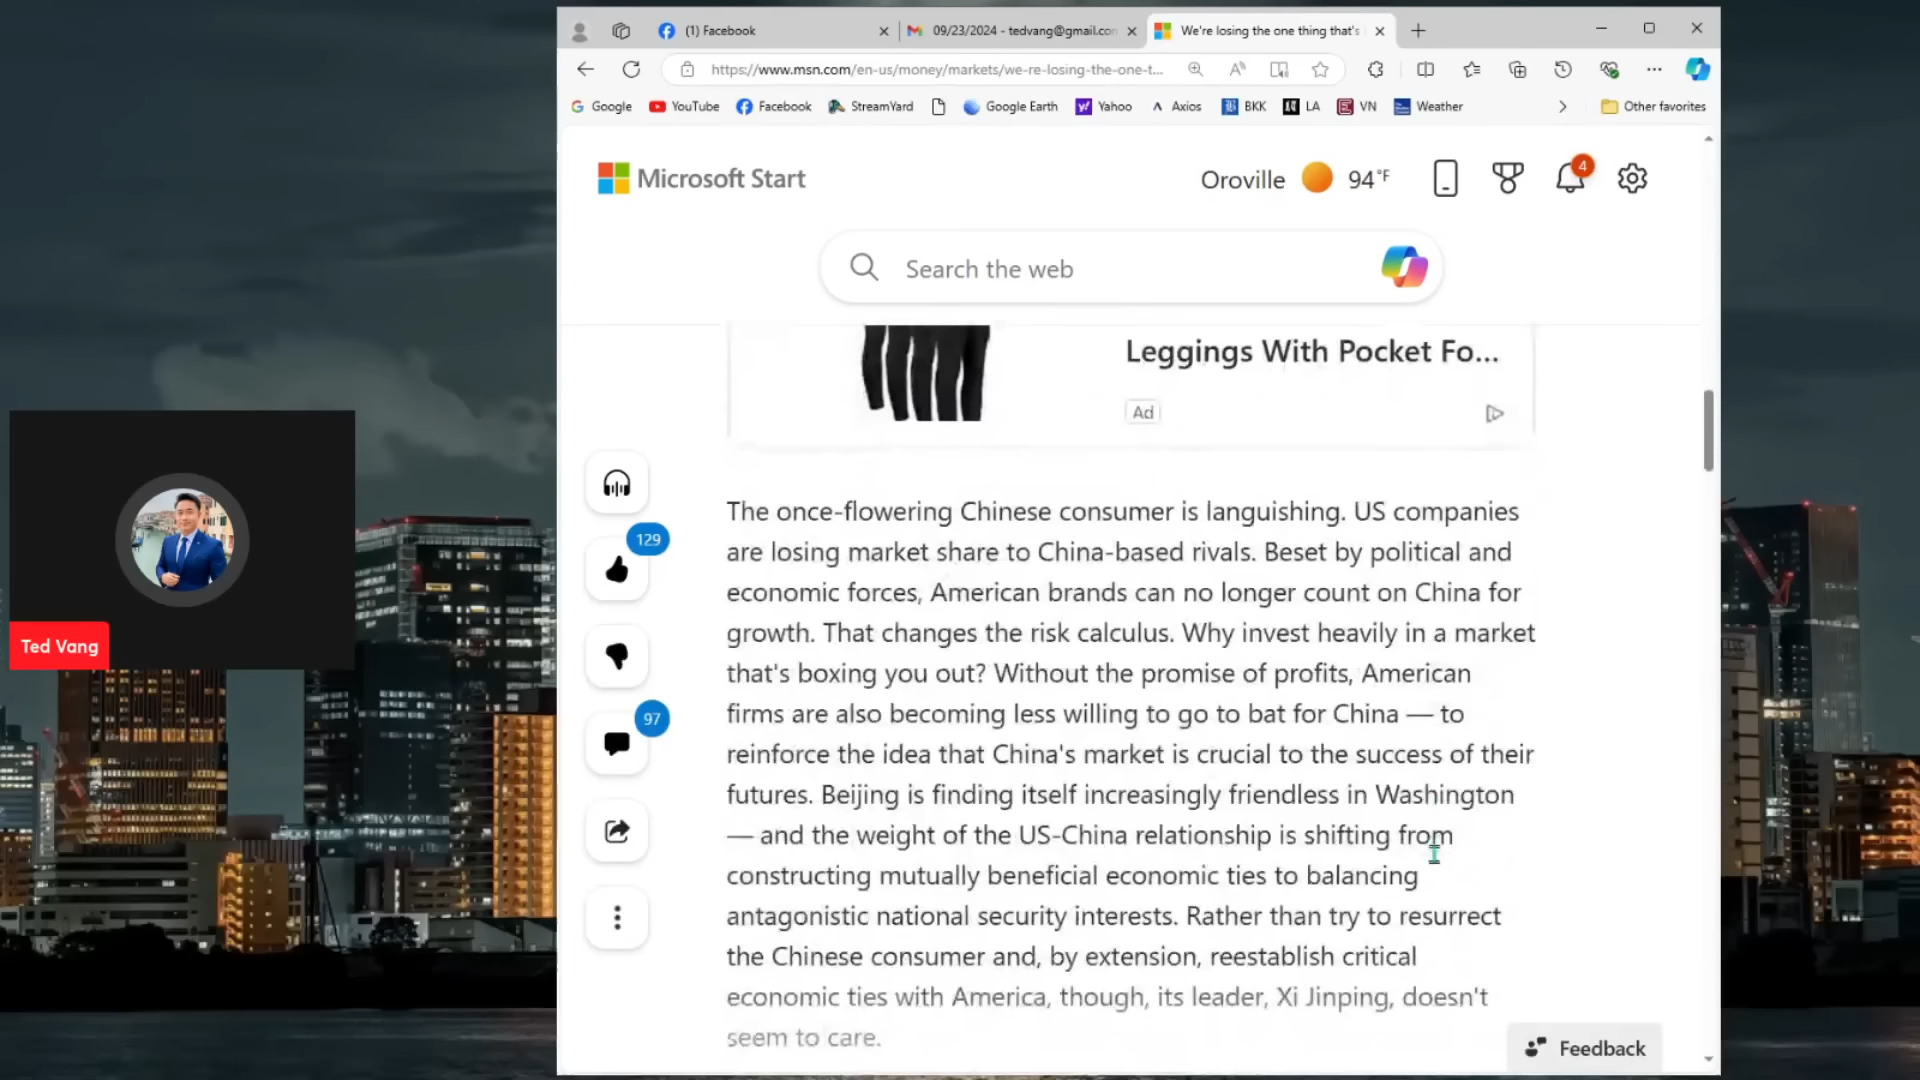 (1) Facebook
09/23/2024 - tedvang@gmail.con
We're losing the one thing that's
https://www.msn.com/en-us/money/markets/we-re-losing-the-one-t...
Google YouTube Facebook StreamYard Google Earth Yahoo Axios BKK LA VN Weather Other favorites
Microsoft Start
Oroville 94°F
4
Search the web
Leggings With Pocket Fo...
Ad
129
97
The once-flowering Chinese consumer is languishing. US companies
are losing market share to China-based rivals. Beset by political and
economic forces, American brands can no longer count on China for
growth. That changes the risk calculus. Why invest heavily in a market
that's boxing you out? Without the promise of profits, American
firms are also becoming less willing to go to bat for China — to
reinforce the idea that China's market is crucial to the success of their
futures. Beijing is finding itself increasingly friendless in Washington
— and the weight of the US-China relationship is shifting from
constructing mutually beneficial economic ties to balancing
antagonistic national security interests. Rather than try to resurrect
the Chinese consumer and, by extension, reestablish critical
economic ties with America, though, its leader, Xi Jinping, doesn't
seem to care.
Feedback
Ted Vang